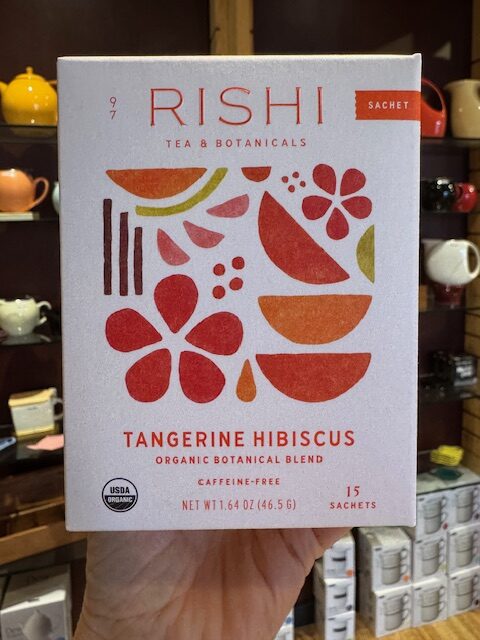 97
RISHI
SACHET
TEA & BOTANICALS
TANGERINE HIBISCUS
ORGANIC BOTANICAL BLEND
CAFFEINE-FREE
USDA
ORGANIC
NET WT 1.64 OZ (46.5 G)
15
SACHETS